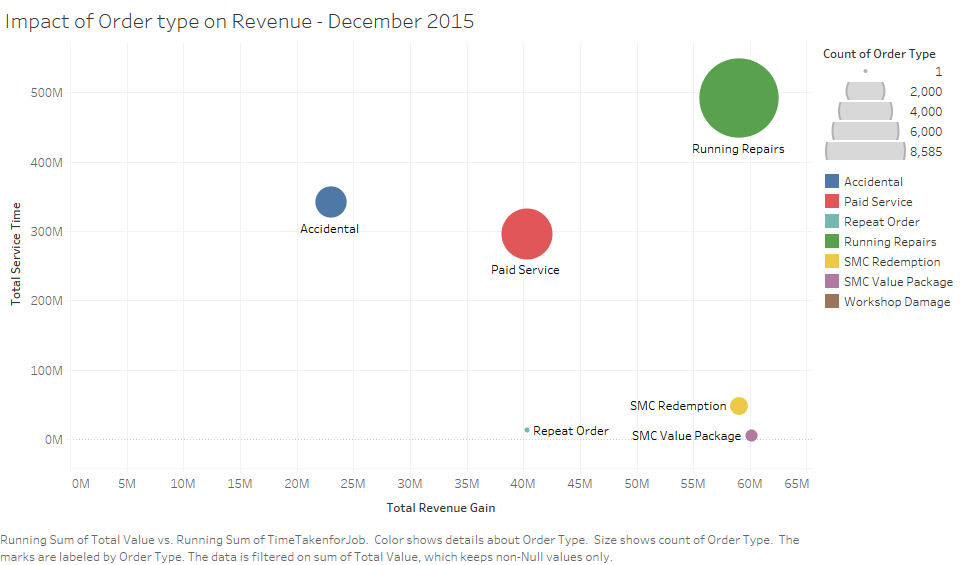 Impact of Order type on Revenue - December 2015
Count of Order Type
1
2,000
4,000
6,000
8,585
Accidental
Paid Service
Repeat Order
Running Repairs
SMC Redemption
SMC Value Package
Workshop Damage
Total Service Time
500M
400M
300M
200M
100M
0M
Running Repairs
Accidental
Paid Service
SMC Redemption
Repeat Order
SMC Value Package
0M
5M
10M
15M
20M
25M
30M
35M
40M
45M
50M
55M
60M
65M
Total Revenue Gain
Running Sum of Total Value vs. Running Sum of TimeTakenforJob. Color shows details about Order Type. Size shows count of Order Type. The
marks are labeled by Order Type. The data is filtered on sum of Total Value, which keeps non-Null values only.